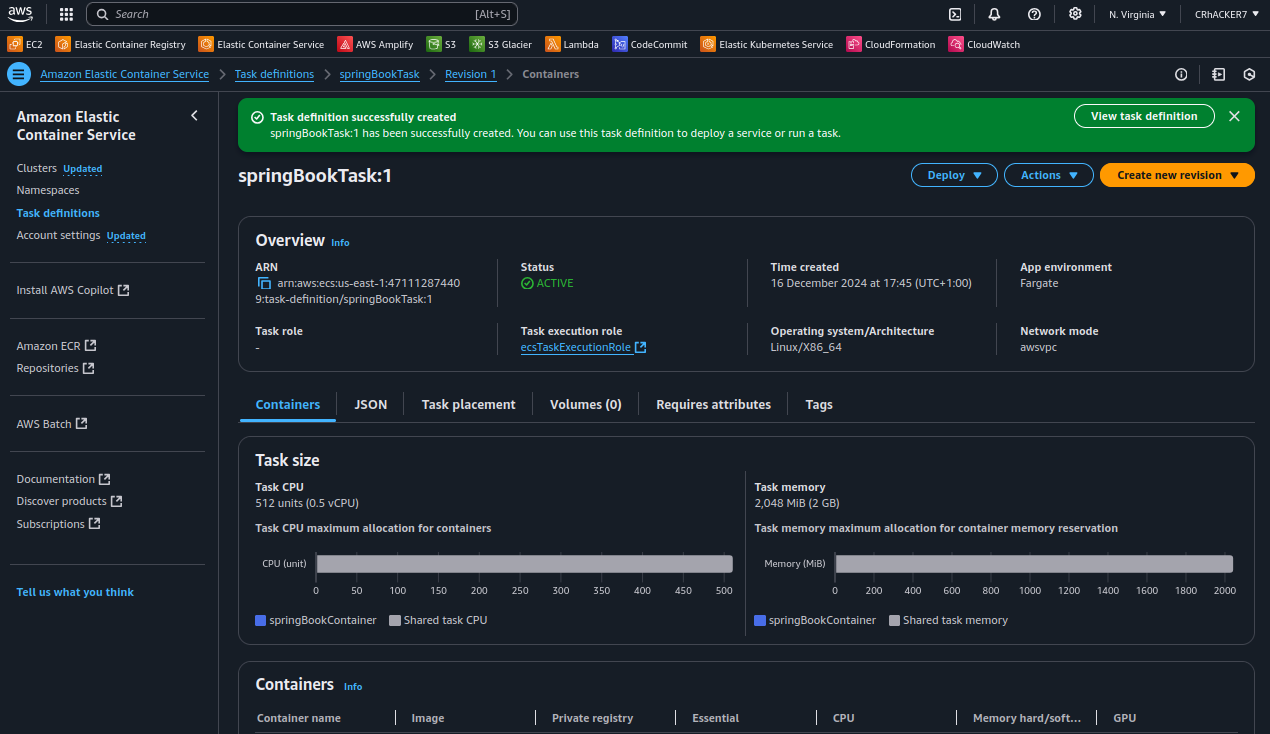 aws Search [Alt+S] N. Virginia CRhACKER7
EC2 Elastic Container Registry Elastic Container Service AWS Amplify S3 S3 Glacier Lambda CodeCommit Elastic Kubernetes Service CloudFormation CloudWatch
Amazon Elastic Container Service Task definitions springBookTask Revision 1 Containers
Amazon Elastic
Container Service
Clusters Updated
Namespaces
Task definitions
Account settings Updated
Install AWS Copilot
Amazon ECR
Repositories
AWS Batch
Documentation
Discover products
Subscriptions
Tell us what you think
Task definition successfully created
springBookTask:1 has been successfully created. You can use this task definition to deploy a service or run a task.
View task definition
springBookTask:1
Deploy Actions Create new revision
Overview Info
ARN
arn:aws:ecs:us-east-1:47111287440
9:task-definition/springBookTask:1
Status
ACTIVE
Time created
16 December 2024 at 17:45 (UTC+1:00)
App environment
Fargate
Task role
-
Task execution role
ecsTaskExecutionRole
Operating system/Architecture
Linux/X86_64
Network mode
awsvpc
Containers JSON Task placement Volumes (0) Requires attributes Tags
Task size
Task CPU
512 units (0.5 vCPU)
Task CPU maximum allocation for containers
CPU (unit)
0 50 100 150 200 250 300 350 400 450 500
springBookContainer Shared task CPU
Task memory
2,048 MiB (2 GB)
Task memory maximum allocation for container memory reservation
Memory (MiB)
0 200 400 600 800 1000 1200 1400 1600 1800 2000
springBookContainer Shared task memory
Containers Info
Container name Image Private registry Essential CPU Memory hard/soft... GPU